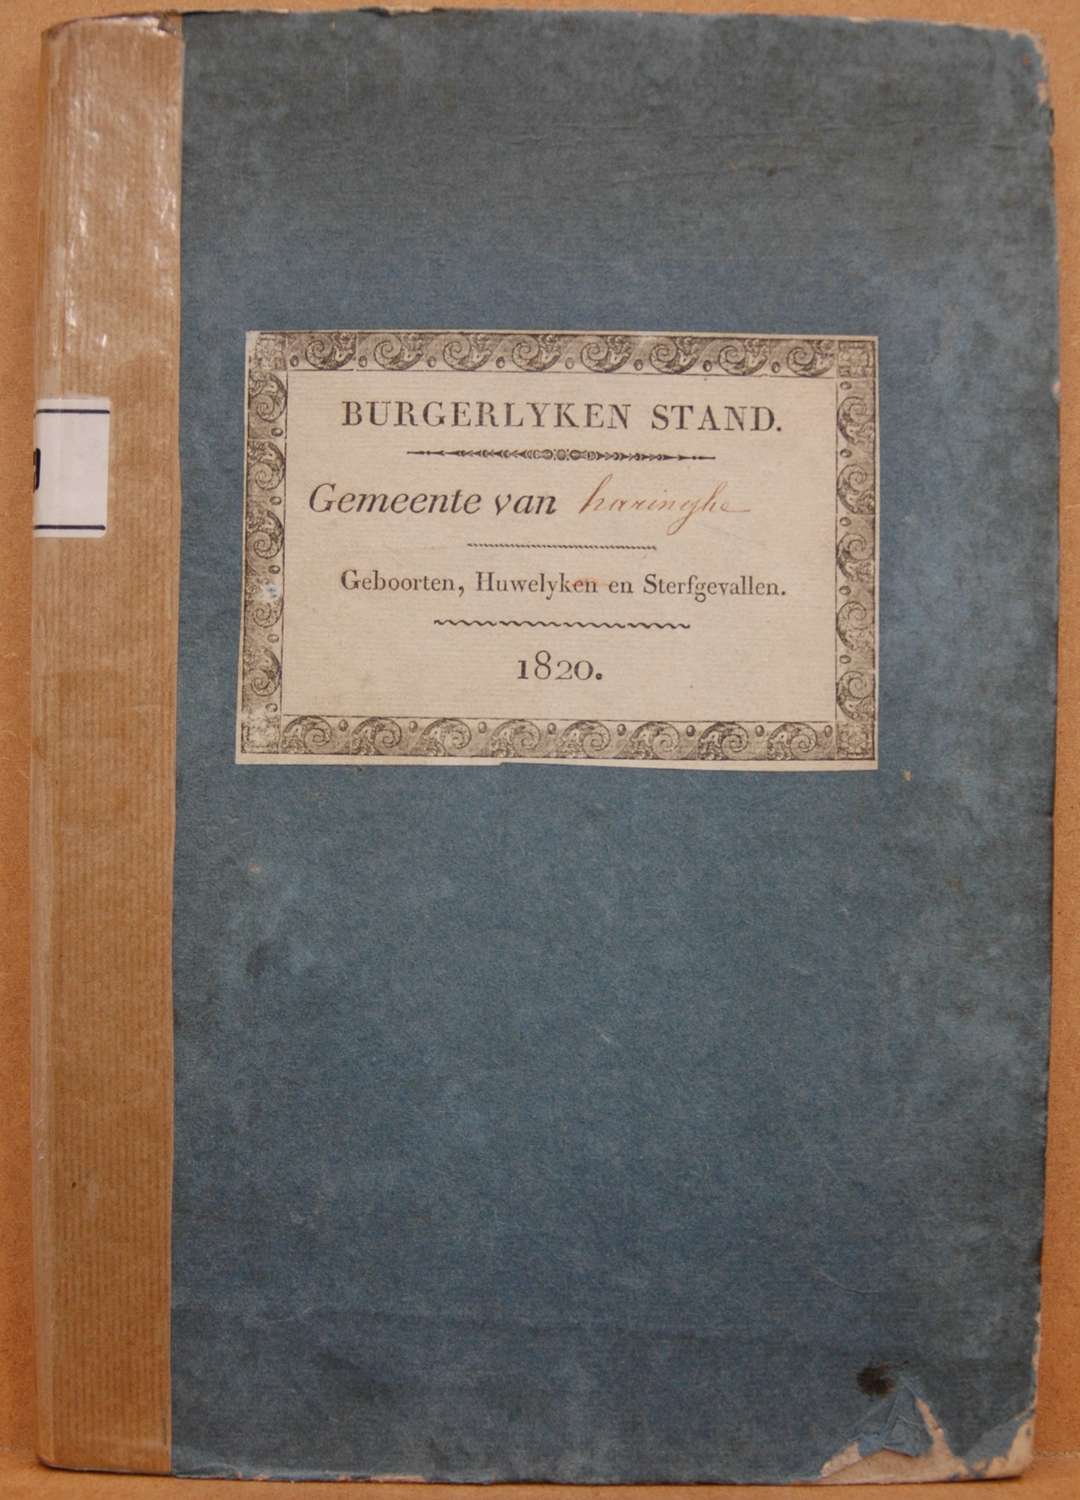 BURGERLYKEN STAND.
Gemeente van haringhe
Geboorten, Huwelyken en Sterfgevallen.
1820.